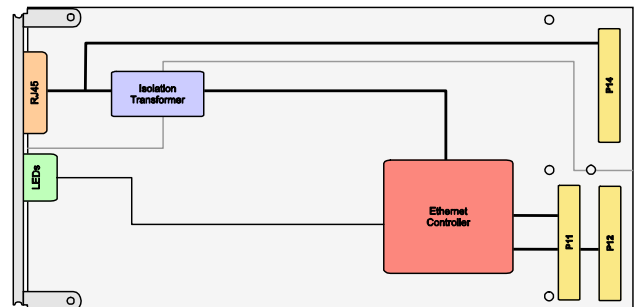 RJ45
Isolation
Transformer
P14
LEDs
Ethernet
Controller
P11
P12